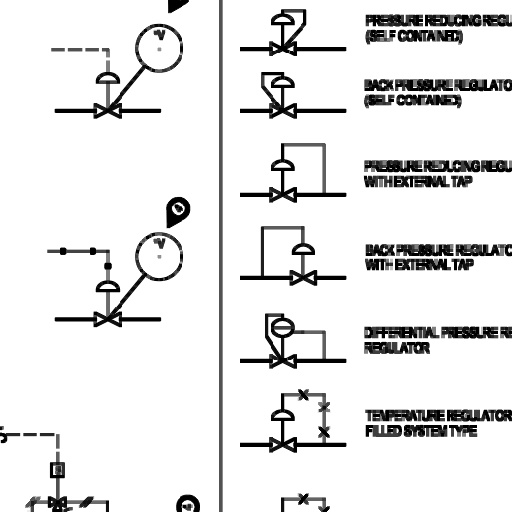 *V
PRESSURE REDUCING REGU
(SELF CONTAINED)
BACK PRESSURE REGULATO
(SELF CONTAINED)
PRESSURE REDUCING REGU
WITH EXTERNAL TAP
*V
BACK PRESSURE REGULATO
WITH EXTERNAL TAP
DIFFERENTIAL PRESSURE RE
REGULATOR
TEMPERATURE REGULATOR
FILLED SYSTEM TYPE